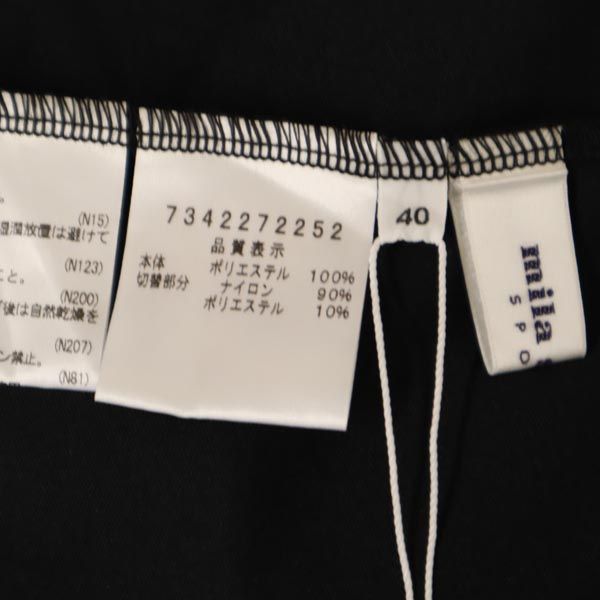 (N15)
湿潤放置は避けて
(N123)
こと。
(N200)
後は自然乾燥を
(N207)
ン禁止。
(N81)
7342272252
品質表示
本体 ポリエステル 100%
切替部分 ナイロン 90%
ポリエステル 10%
40
miia
SPO